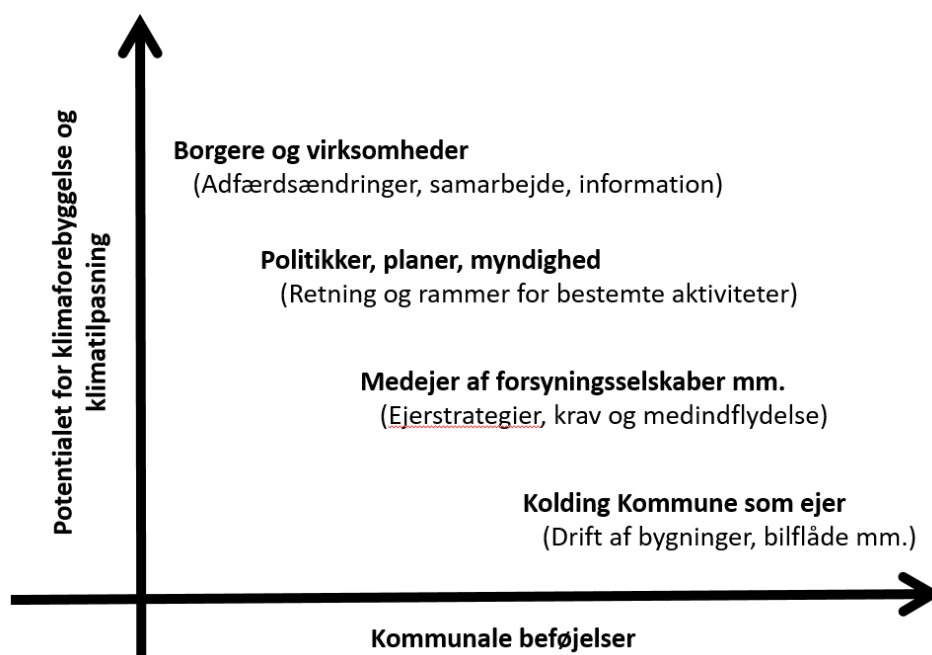 Potentialet for klimaforebyggelse og
klimatilpasning
Borgere og virksomheder
(Adfærdsændringer, samarbejde, information)
Politikker, planer, myndighed
(Retning og rammer for bestemte aktiviteter)
Medejer af forsyningsselskaber mm.
(Ejerstrategier, krav og medindflydelse)
Kolding Kommune som ejer
(Drift af bygninger, bilflåde mm.)
Kommunale beføjelser